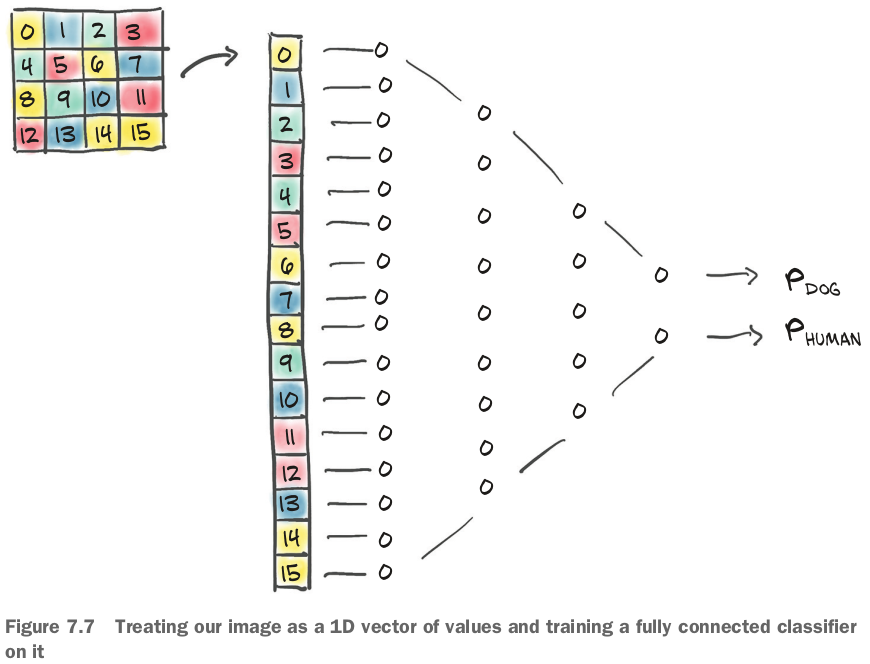 0 1 2 3
4 5 6 7
8 9 10 11
12 13 14 15
0
1
2
3
4
5
6
7
8
9
10
11
12
13
14
15
P DOG
P HUMAN
Figure 7.7 Treating our image as a 1D vector of values and training a fully connected classifier
on it